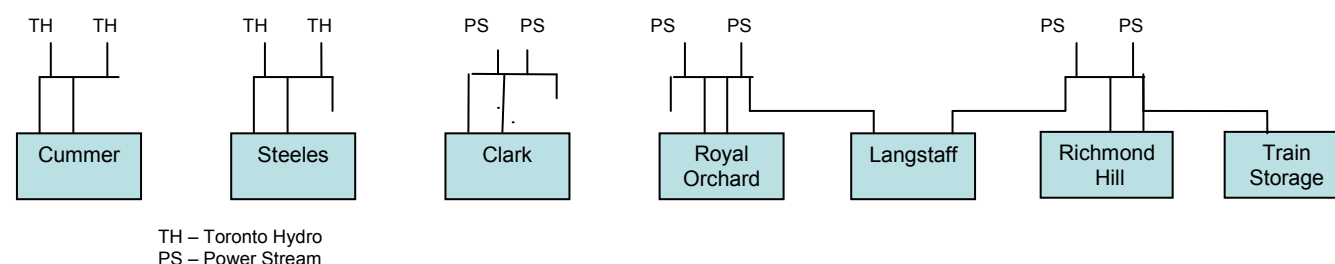 TH TH TH TH PS PS PS PS PS PS
Cummer
Steeles
Clark
Royal
Orchard
Langstaff
Richmond
Hill
Train
Storage
TH – Toronto Hydro
PS – Power Stream